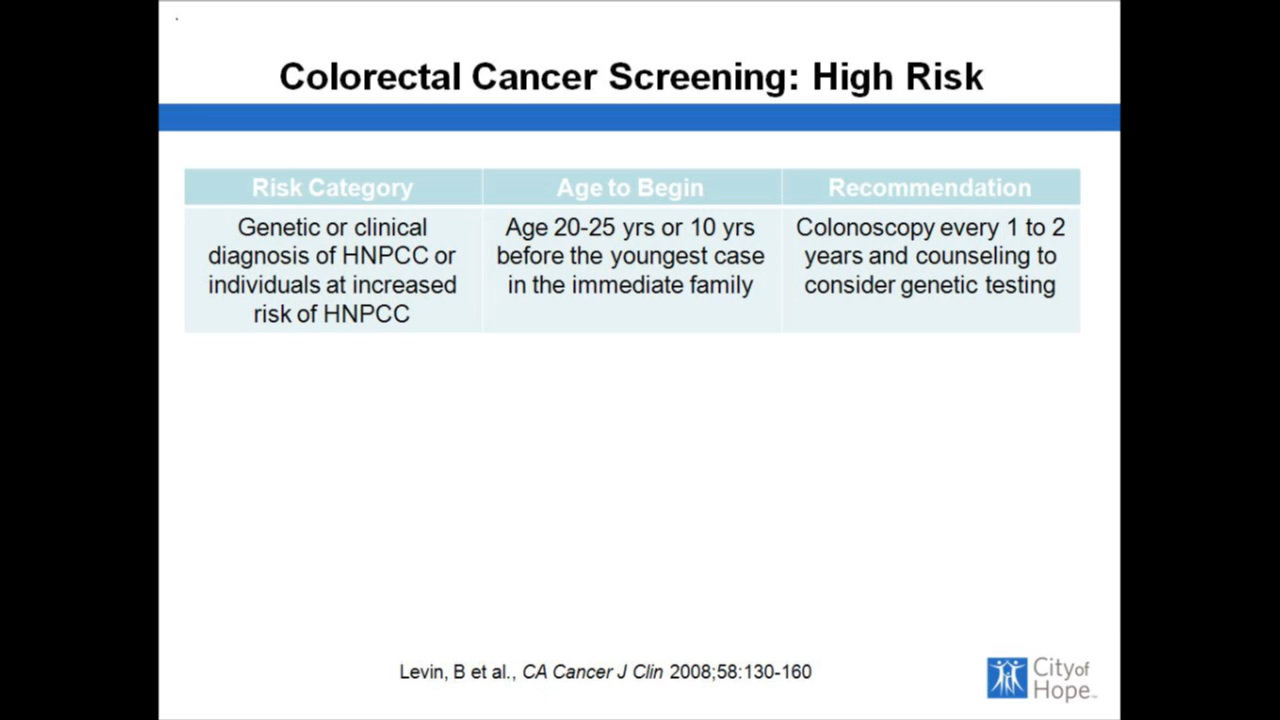 Colorectal Cancer Screening: High Risk
Risk Category
Age to Begin
Recommendation
Genetic or clinical
diagnosis of HNPCC or
individuals at increased
risk of HNPCC
Age 20-25 yrs or 10 yrs
before the youngest case
in the immediate family
Colonoscopy every 1 to 2
years and counseling to
consider genetic testing
Levin, B et al., CA Cancer J Clin 2008;58:130-160
City of
Hope™